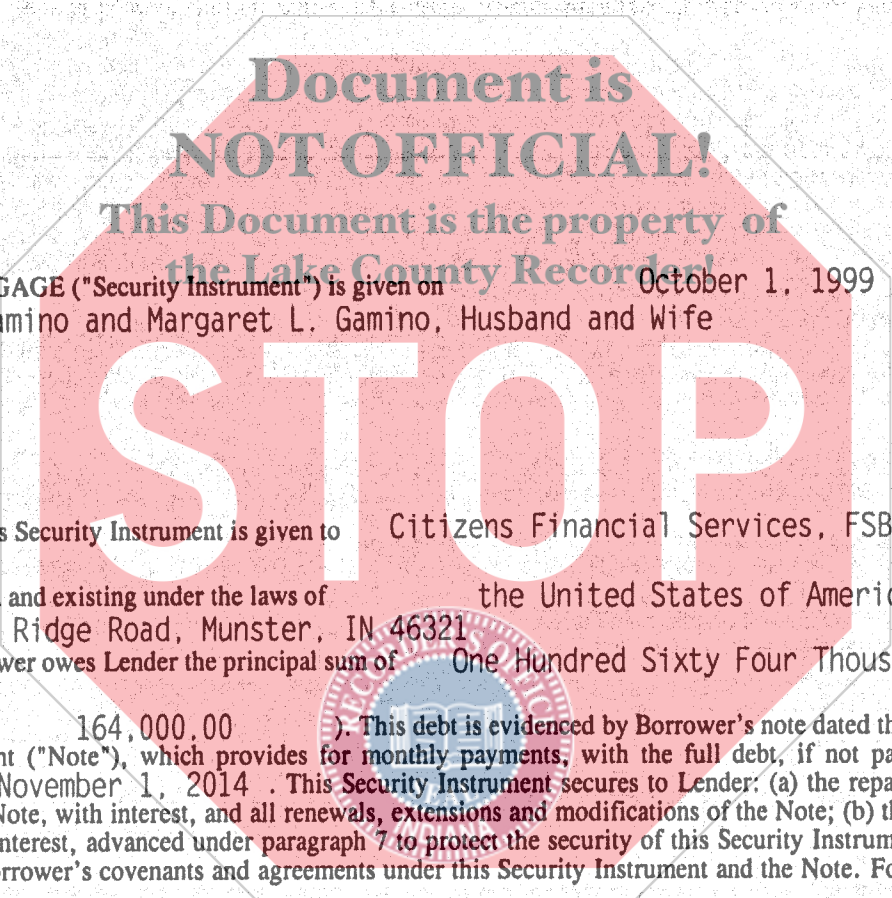 Document is
NOT OFFICIAL!
This Document is the property of
the Lake County Recorder!
GAGE ("Security Instrument") is given on October 1, 1999
amino and Margaret L. Gamino, Husband and Wife
STOP
s Security Instrument is given to Citizens Financial Services, FSB
and existing under the laws of the United States of Americ
Ridge Road, Munster, IN 46321
wer owes Lender the principal sum of One Hundred Sixty Four Thous
RECORDER'S OFFICE
164,000.00 ). This debt is evidenced by Borrower's note dated th
nt ("Note"), which provides for monthly payments, with the full debt, if not pa
November 1, 2014 . This Security Instrument secures to Lender: (a) the repa
Note, with interest, and all renewals, extensions and modifications of the Note; (b) th
nterest, advanced under paragraph 7 to protect the security of this Security Instrum
INDIANA
orrower's covenants and agreements under this Security Instrument and the Note. Fo